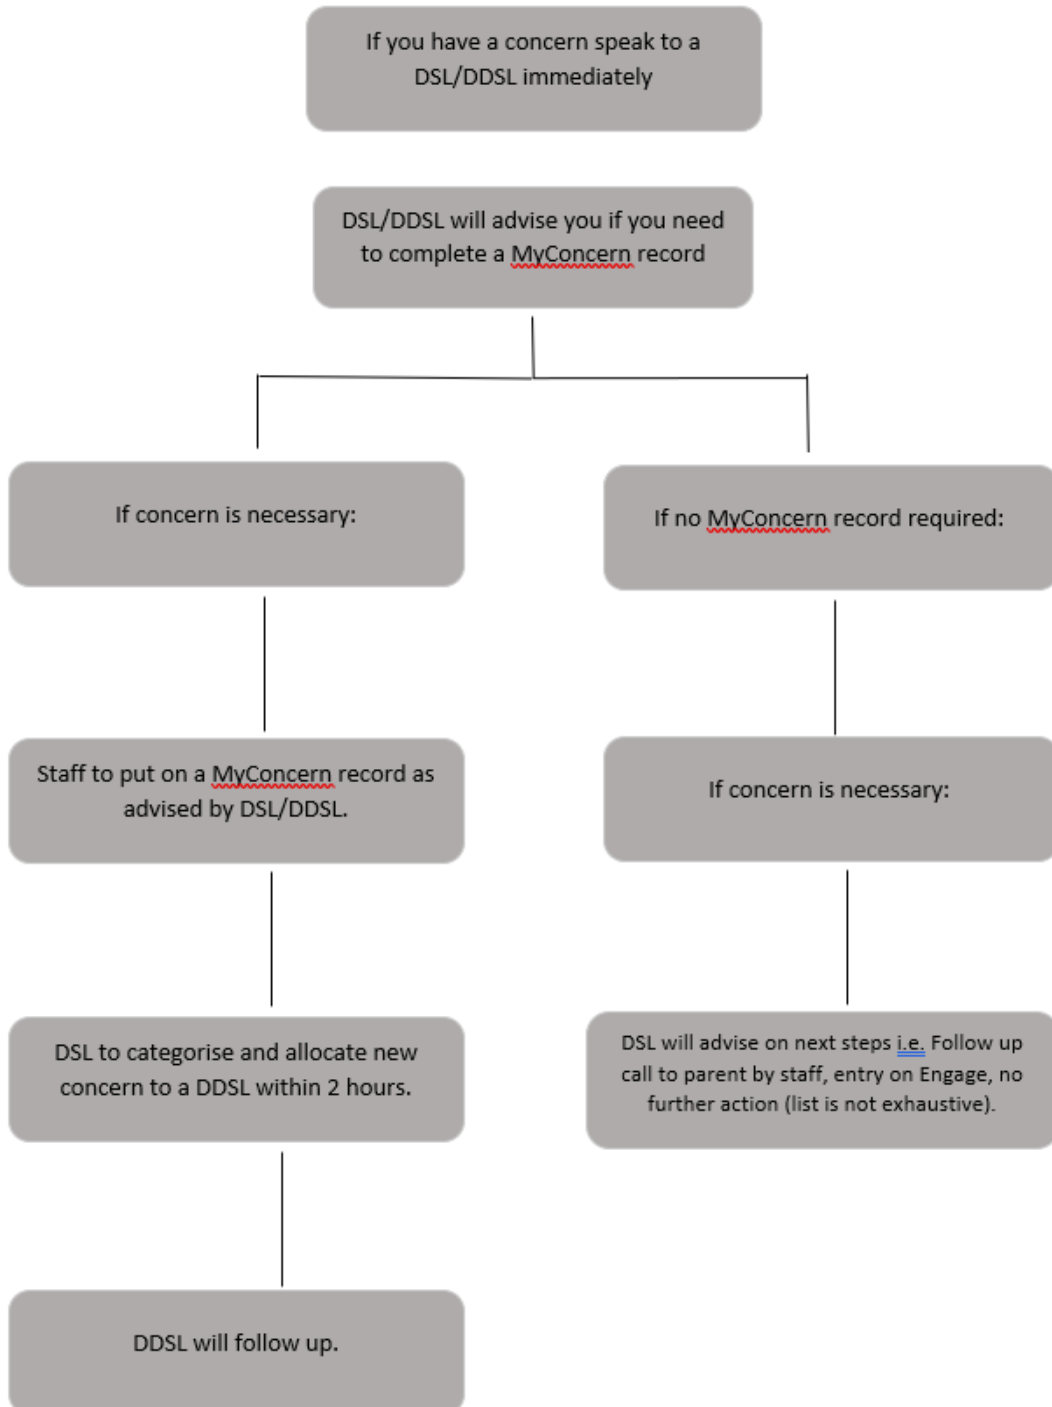 If you have a concern speak to a
DSL/DDSL immediately
DSL/DDSL will advise you if you need
to complete a MyConcern record
If concern is necessary:
If no MyConcern record required:
Staff to put on a MyConcern record as
advised by DSL/DDSL.
If concern is necessary:
DSL to categorise and allocate new
concern to a DDSL within 2 hours.
DSL will advise on next steps i.e. Follow up
call to parent by staff, entry on Engage, no
further action (list is not exhaustive).
DDSL will follow up.